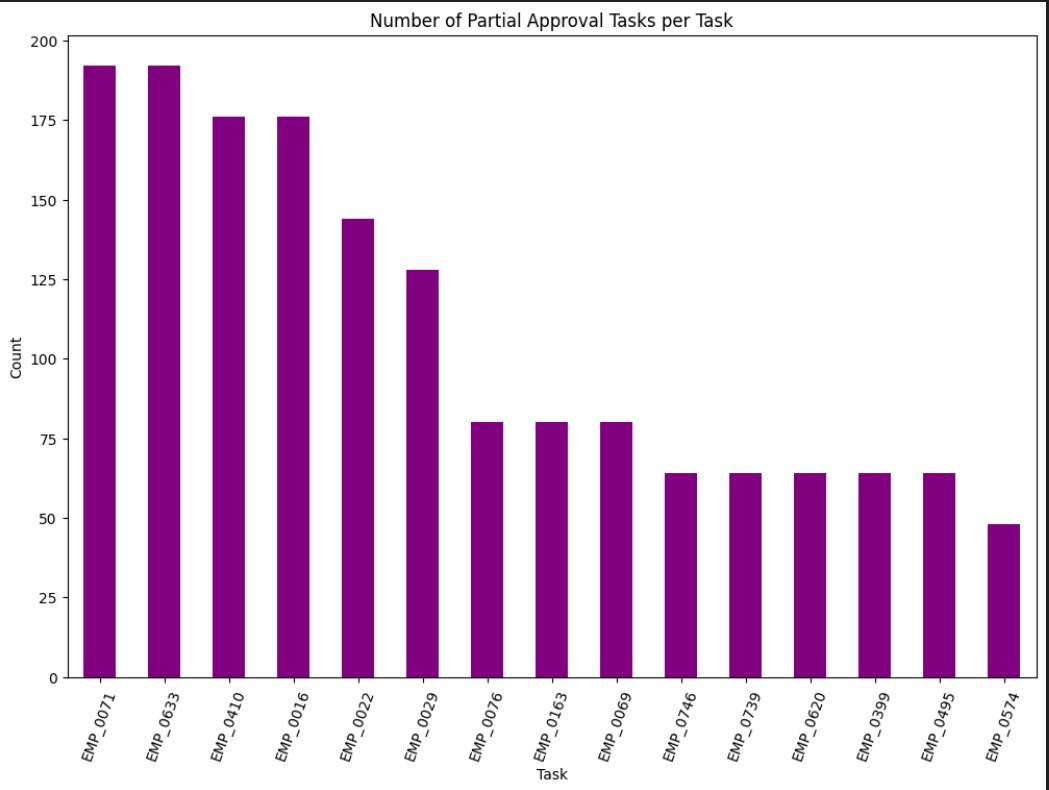 Number of Partial Approval Tasks per Task
200
175
150
125
100
75
50
25
0
Count
EMP_0071
EMP_0633
EMP_0410
EMP_0016
EMP_0022
EMP_0029
EMP_0076
EMP_0163
EMP_0069
EMP_0746
EMP_0739
EMP_0620
EMP_0399
EMP_0495
EMP_0574
Task